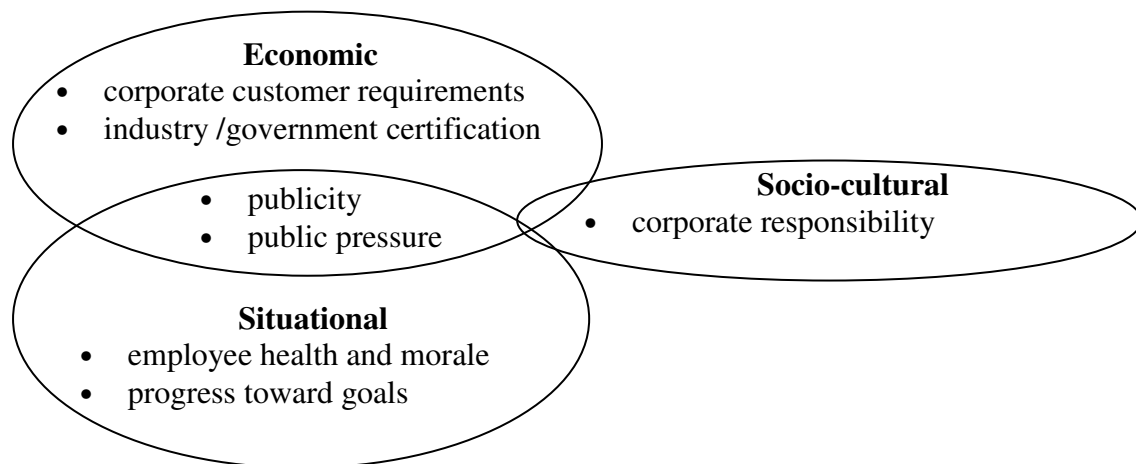 Economic
• corporate customer requirements
• industry /government certification
• publicity
• public pressure
Socio-cultural
• corporate responsibility
Situational
• employee health and morale
• progress toward goals